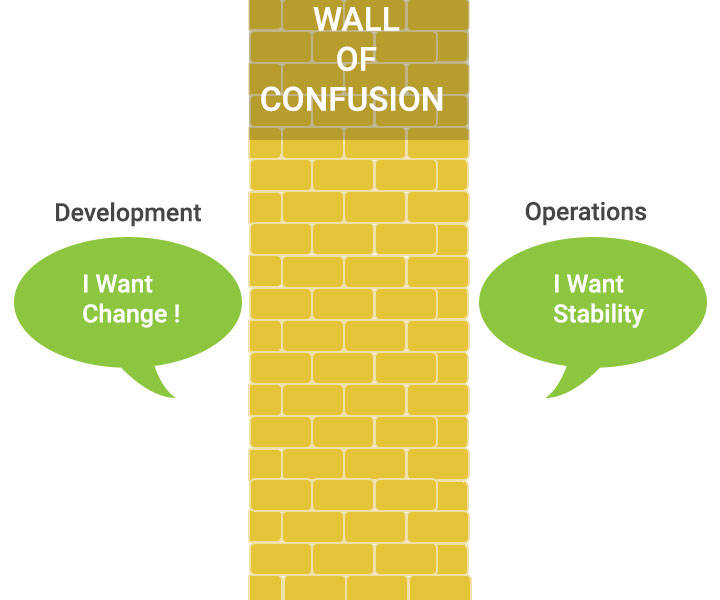 WALL
OF
CONFUSION
Development
I Want
Change !
Operations
I Want
Stability